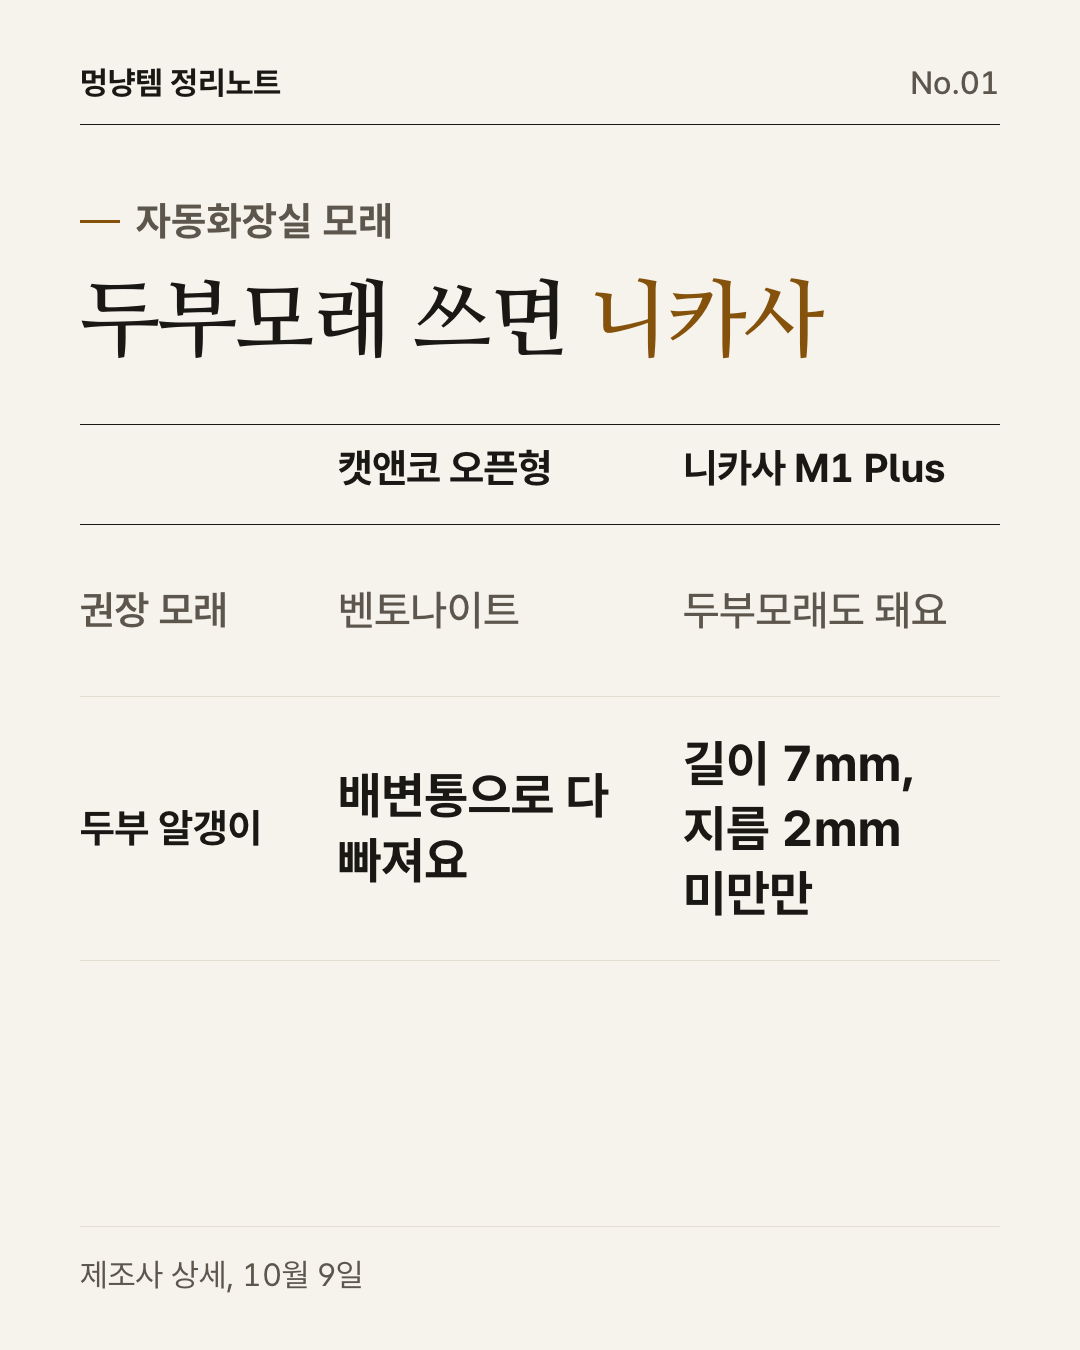 멍냥템 정리노트
No.01
자동화장실 모래
두부모래 쓰면 니카사
캣앤코 오픈형
니카사 M1 Plus
권장 모래
벤토나이트
두부모래도 돼요
두부 알갱이
배변통으로 다
빠져요
길이 7mm,
지름 2mm
미만만
제조사 상세, 10월 9일